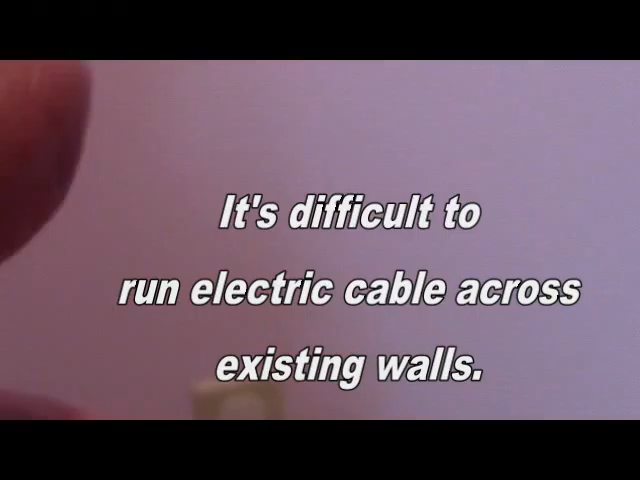 It's difficult to
run electric cable across
existing walls.